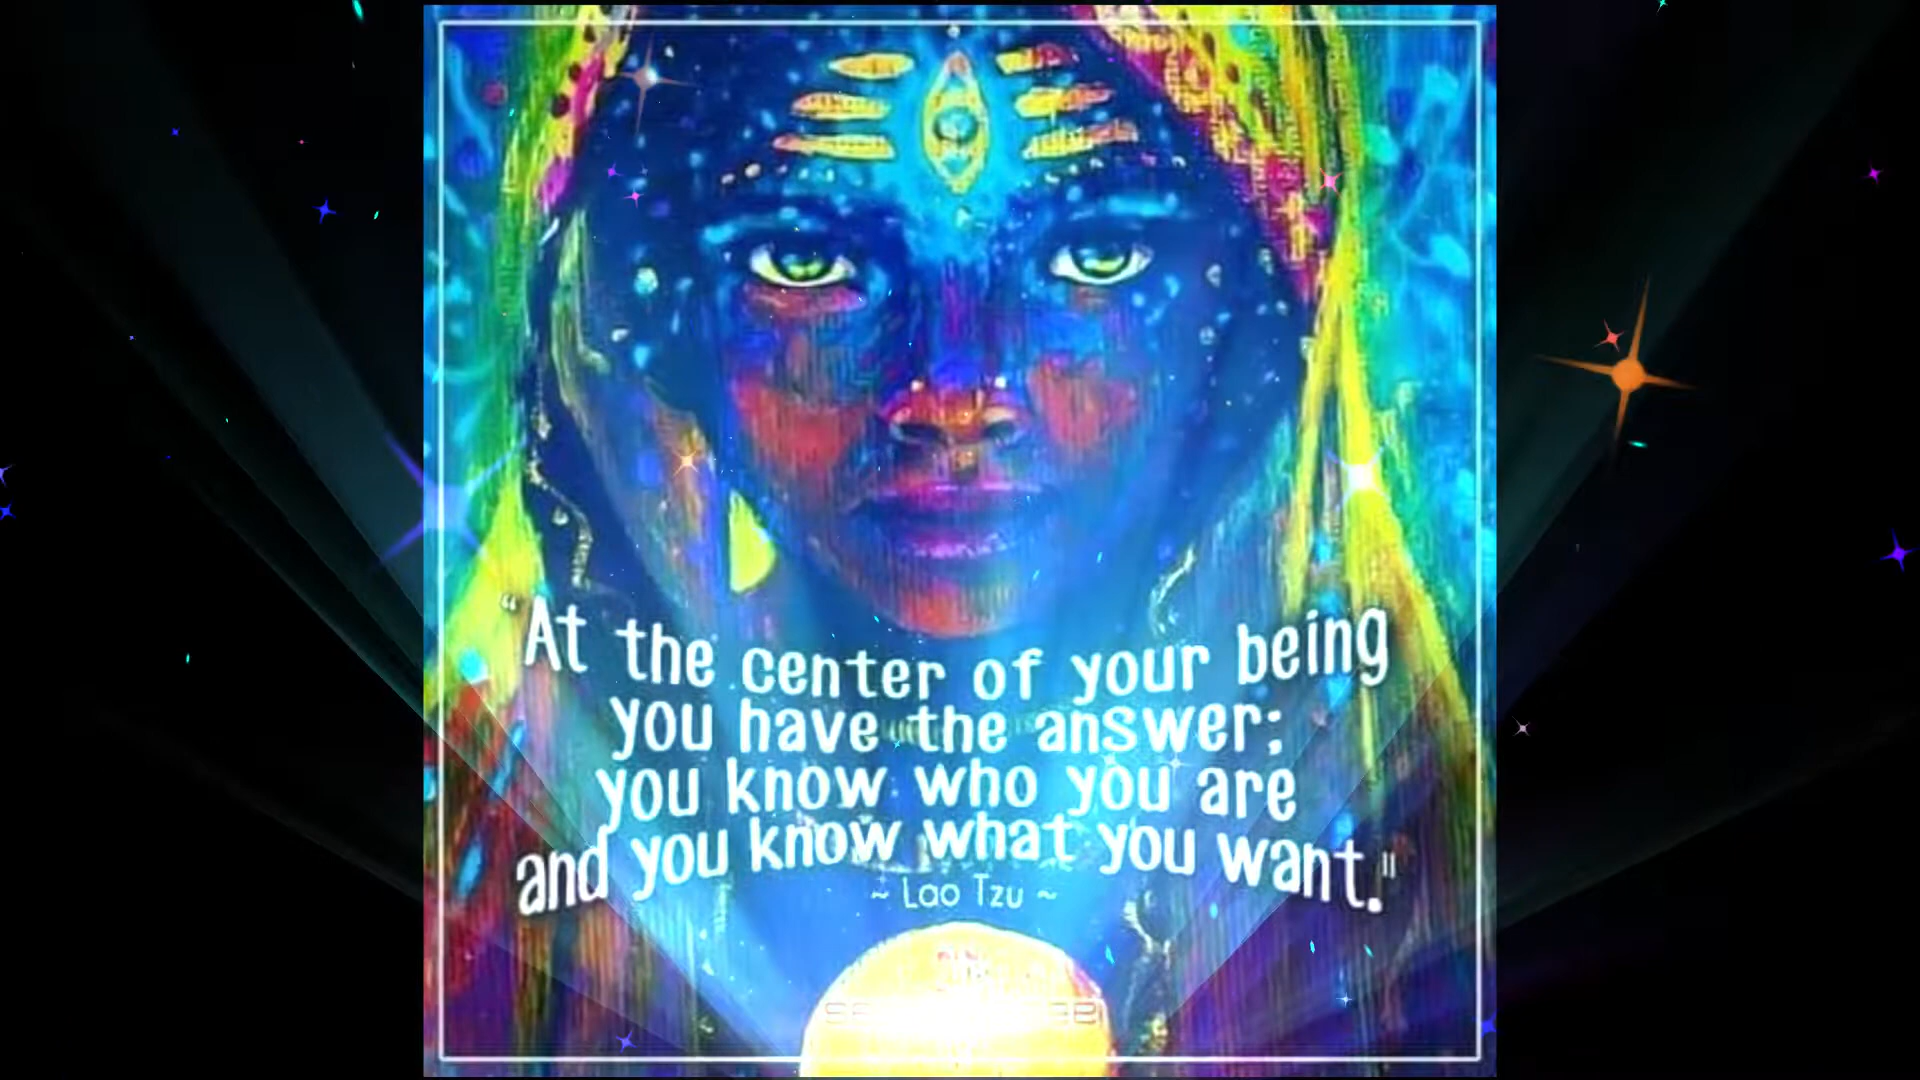 "At the center of your being
you have the answer;
you know who you are
and you know what you want."
~ Lao Tzu ~